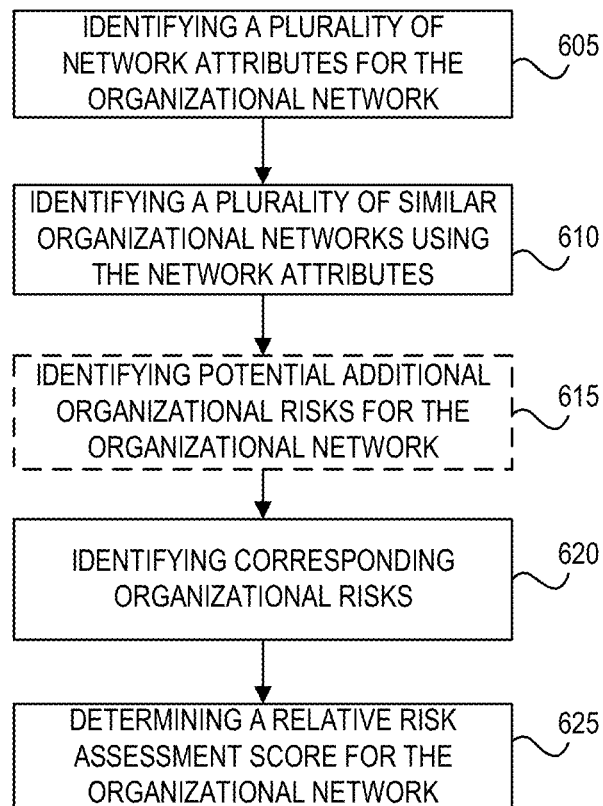 IDENTIFYING A PLURALITY OF
NETWORK ATTRIBUTES FOR THE
ORGANIZATIONAL NETWORK
605
IDENTIFYING A PLURALITY OF SIMILAR
ORGANIZATIONAL NETWORKS USING
THE NETWORK ATTRIBUTES
610
IDENTIFYING POTENTIAL ADDITIONAL
ORGANIZATIONAL RISKS FOR THE
ORGANIZATIONAL NETWORK
615
IDENTIFYING CORRESPONDING
ORGANIZATIONAL RISKS
620
DETERMINING A RELATIVE RISK
ASSESSMENT SCORE FOR THE
ORGANIZATIONAL NETWORK
625